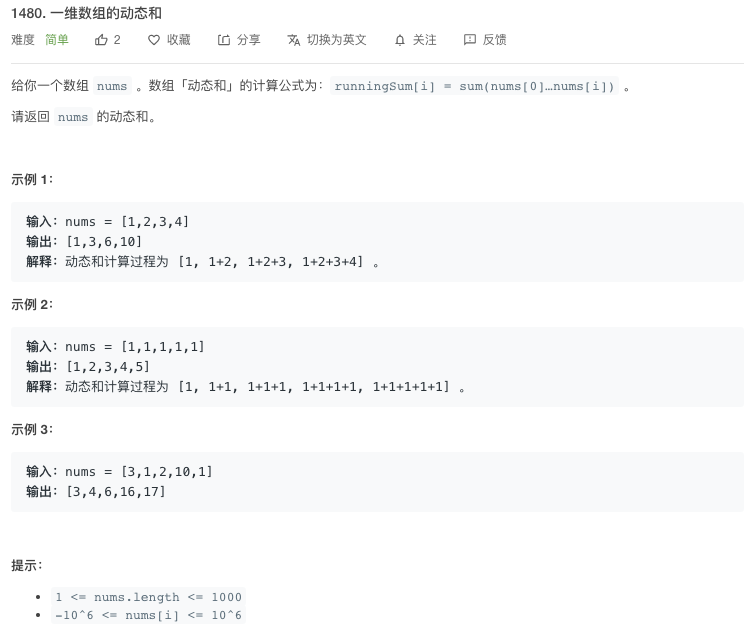 1480. 一维数组的动态和
难度 简单 2 收藏 分享 切换为英文 关注 反馈
给你一个数组 nums 。数组「动态和」的计算公式为：runningSum[i] = sum(nums[0]…nums[i]) 。
请返回 nums 的动态和。
示例 1：
输入：nums = [1,2,3,4]
输出：[1,3,6,10]
解释：动态和计算过程为 [1, 1+2, 1+2+3, 1+2+3+4] 。
示例 2：
输入：nums = [1,1,1,1,1]
输出：[1,2,3,4,5]
解释：动态和计算过程为 [1, 1+1, 1+1+1, 1+1+1+1, 1+1+1+1+1] 。
示例 3：
输入：nums = [3,1,2,10,1]
输出：[3,4,6,16,17]
提示：
• 1 <= nums.length <= 1000
• -10^6 <= nums[i] <= 10^6